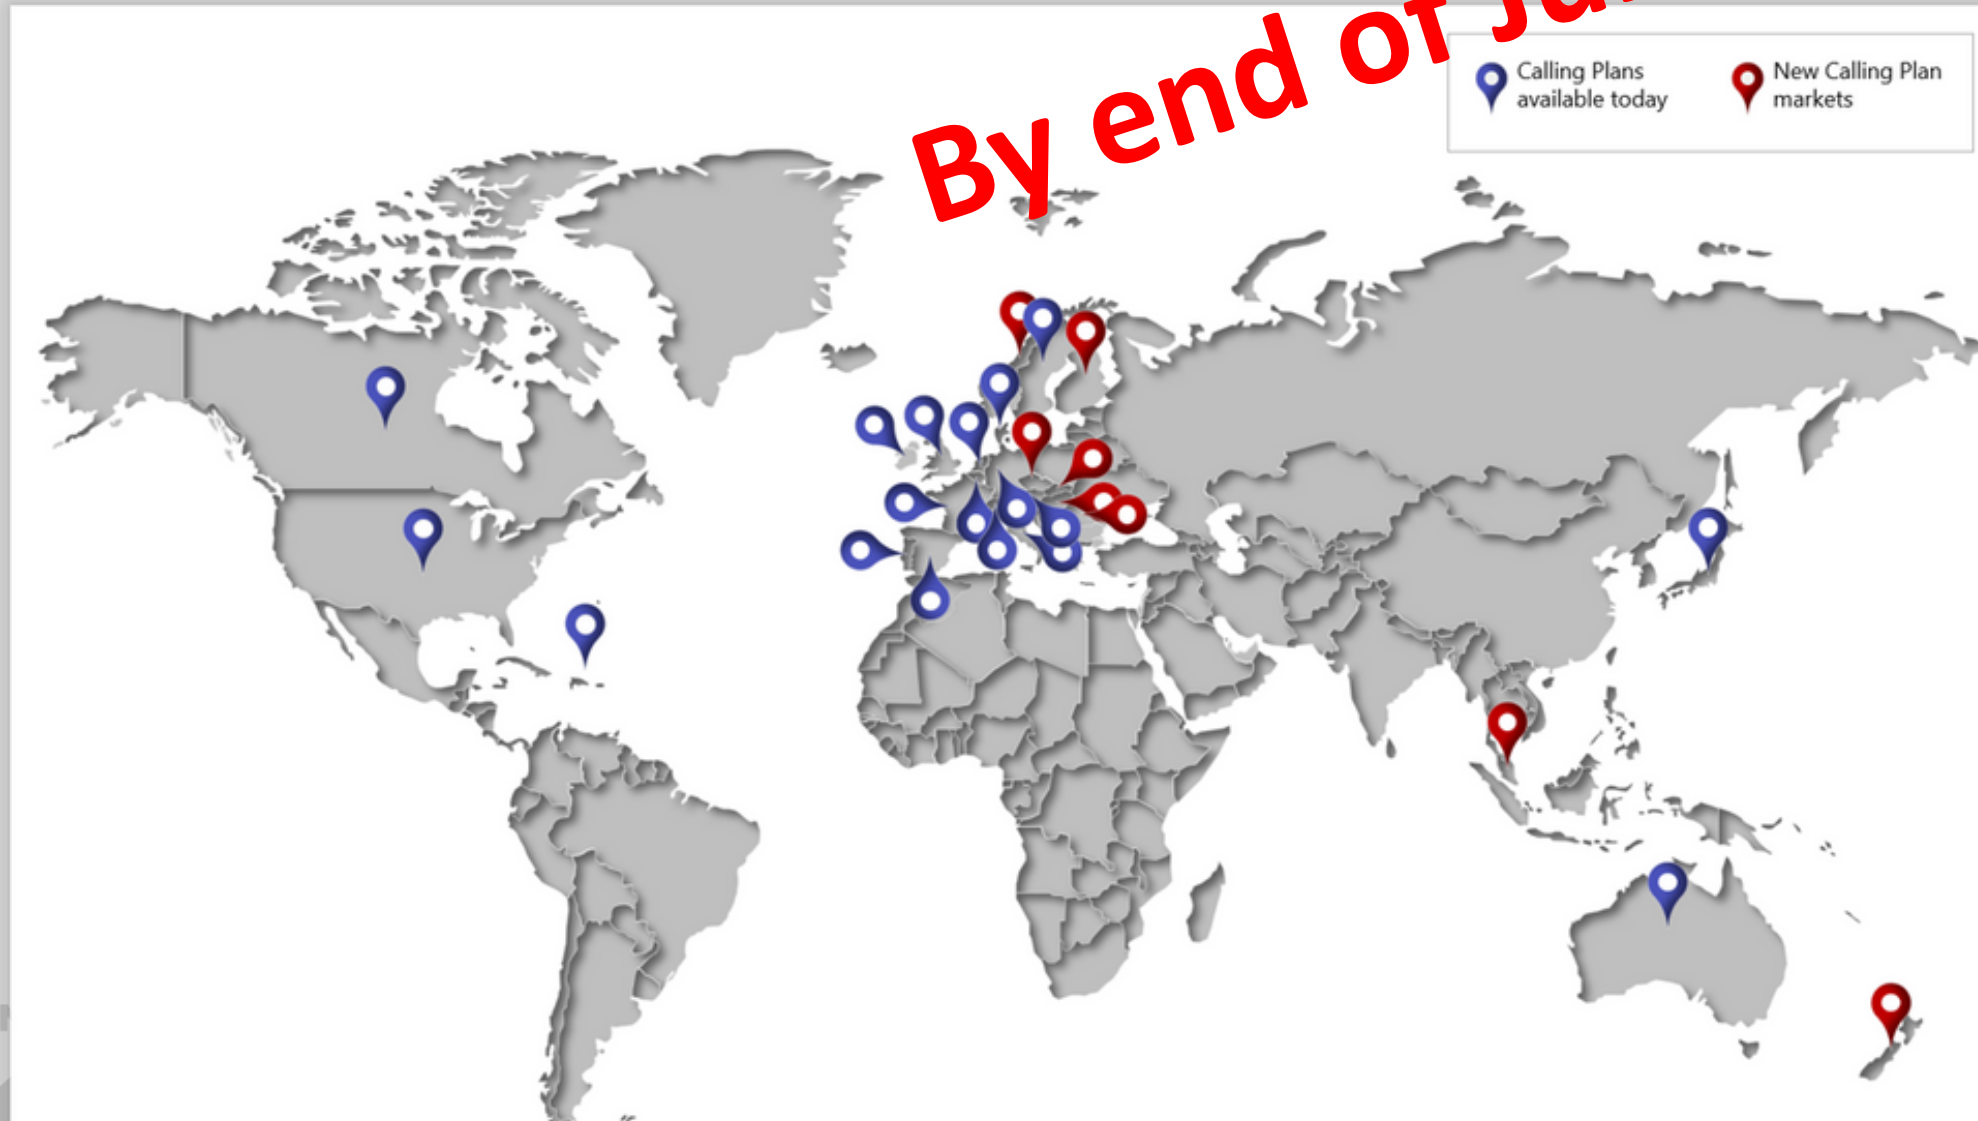 By end of
Calling Plans
available today
New Calling Plan
markets